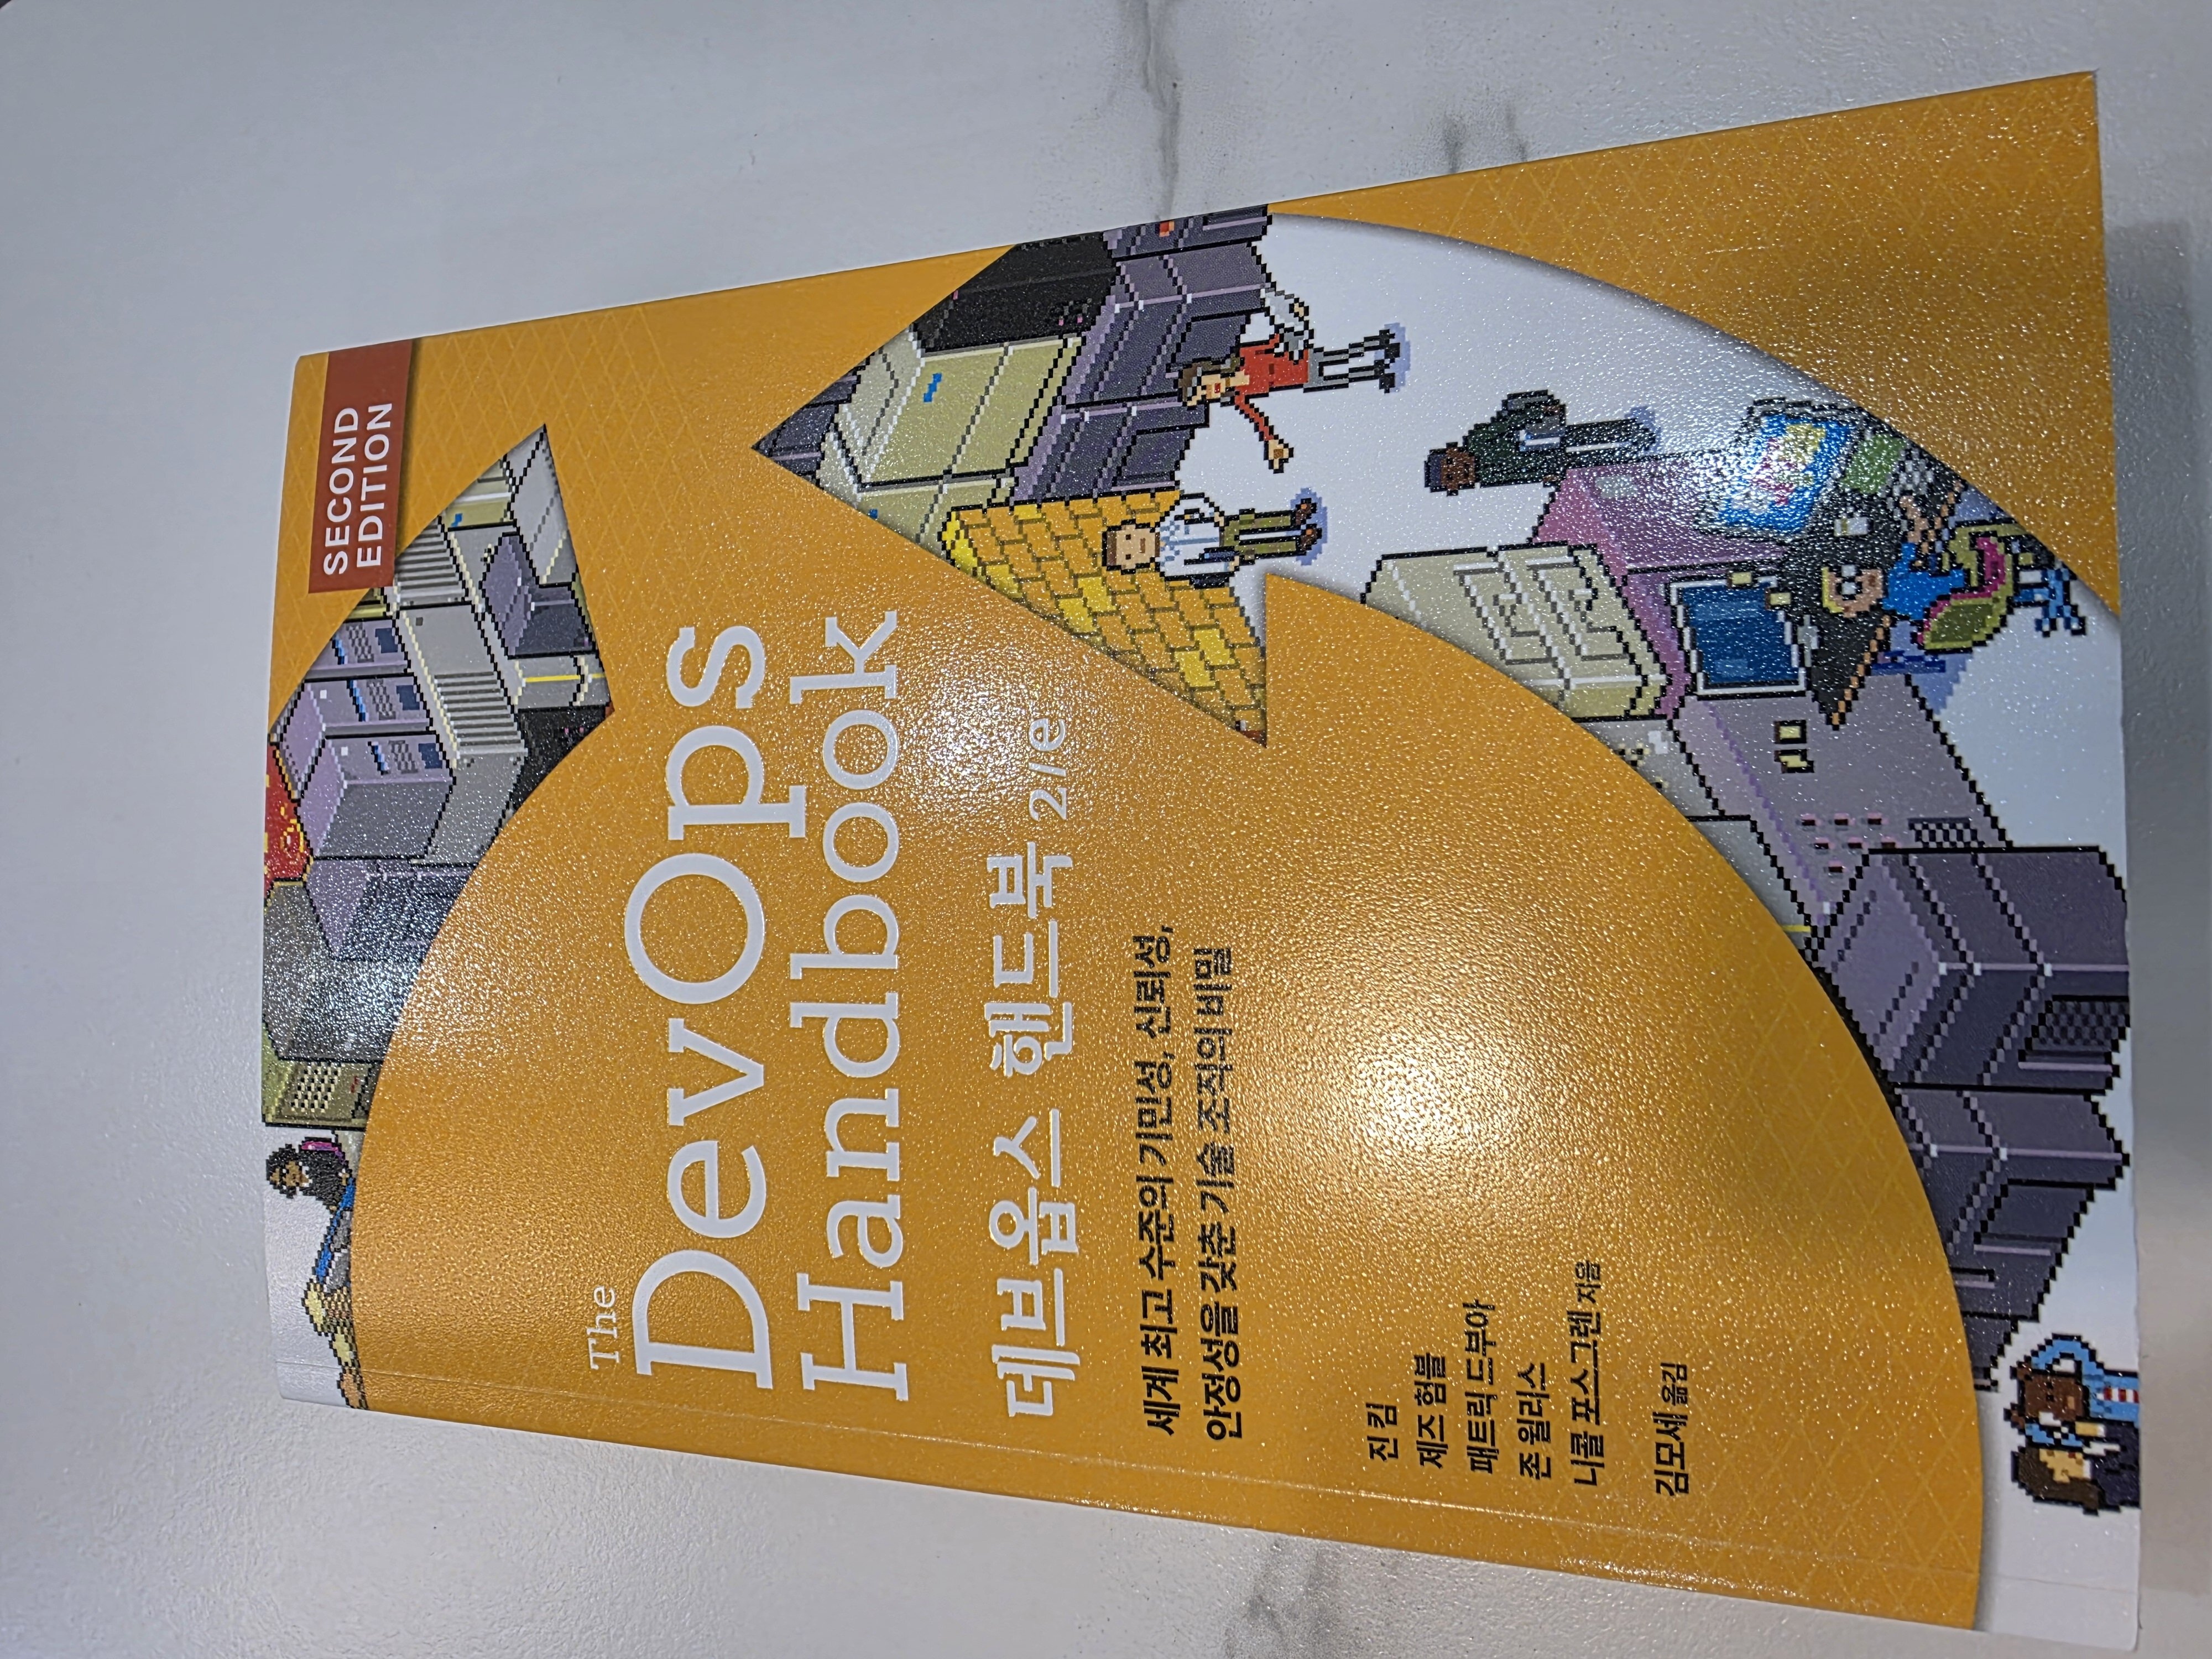 SECOND
EDITION
The
DevOps
Handbook
데브옵스 핸드북 2/e
세계 최고 수준의 기민성, 신뢰성,
안정성을 갖춘 기술 조직의 비밀
진 킴
제즈 험블
패트릭 드부아
존 윌리스
니콜 포스그렌 지음
김모세 옮김